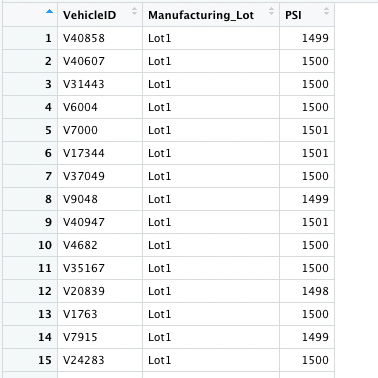 VehicleID Manufacturing_Lot PSI
1 V40858 Lot1 1499
2 V40607 Lot1 1500
3 V31443 Lot1 1500
4 V6004 Lot1 1500
5 V7000 Lot1 1501
6 V17344 Lot1 1501
7 V37049 Lot1 1500
8 V9048 Lot1 1499
9 V40947 Lot1 1501
10 V4682 Lot1 1500
11 V35167 Lot1 1500
12 V20839 Lot1 1498
13 V1763 Lot1 1500
14 V7915 Lot1 1499
15 V24283 Lot1 1500